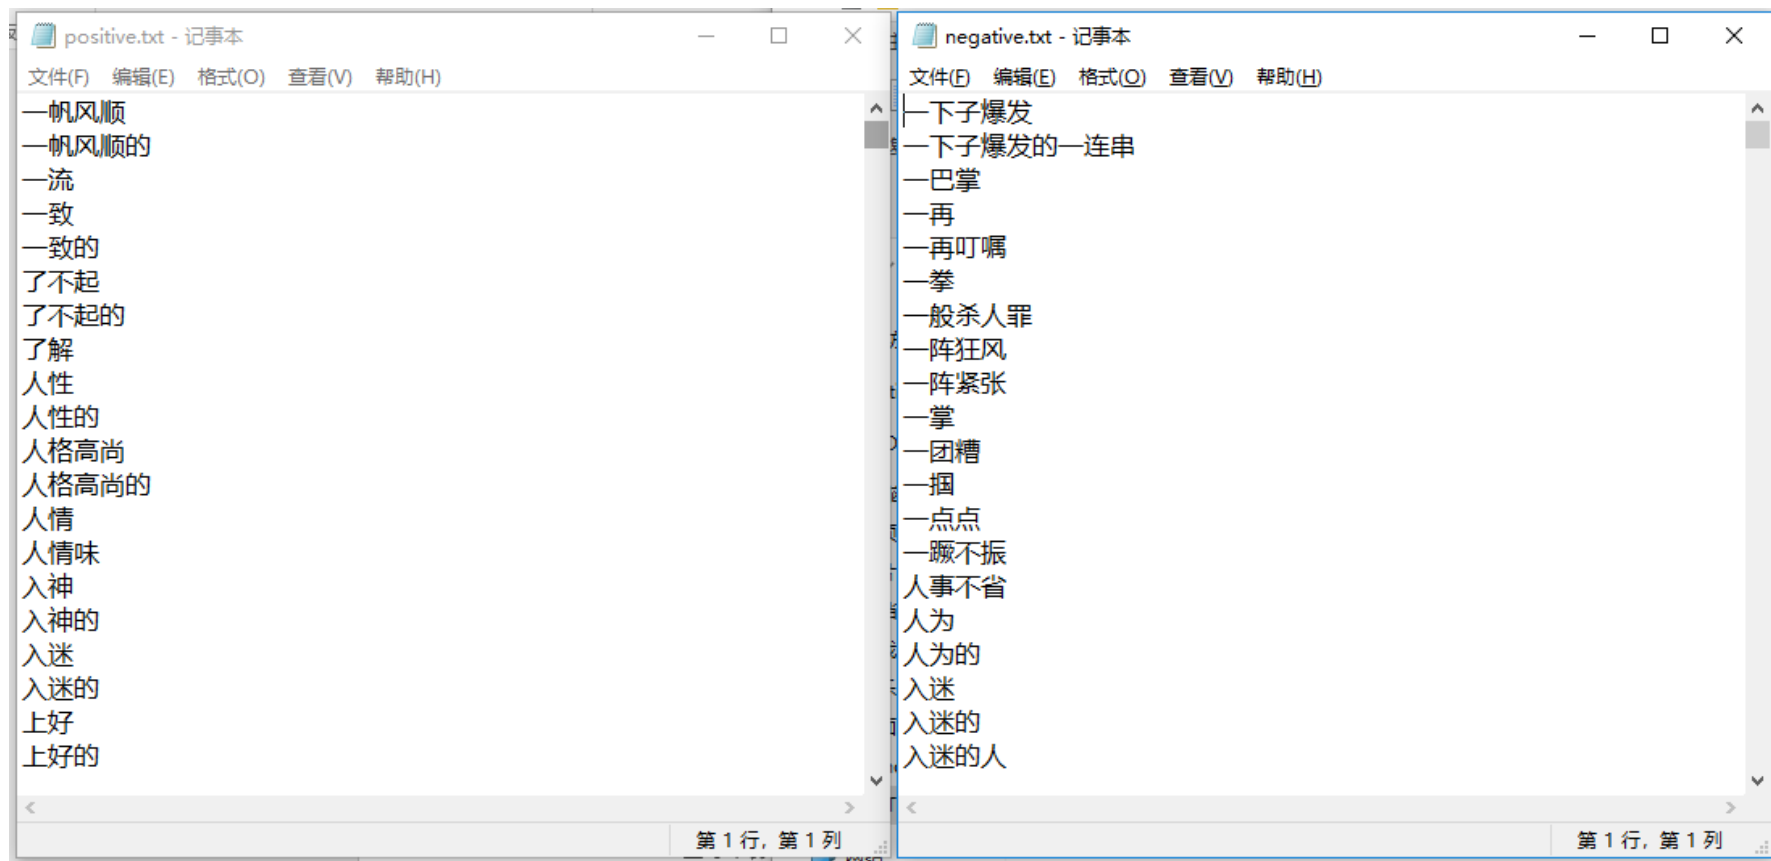 positive.txt - 记事本
文件(F) 编辑(E) 格式(O) 查看(V) 帮助(H)
一帆风顺
一帆风顺的
一流
一致
一致的
了不起
了不起的
了解
人性
人性的
人格高尚
人格高尚的
人情
人情味
入神
入神的
入迷
入迷的
上好
上好的
第 1 行，第 1 列
negative.txt - 记事本
文件(F) 编辑(E) 格式(O) 查看(V) 帮助(H)
一下子爆发
一下子爆发的一连串
一巴掌
一再
一再叮嘱
一拳
一般杀人罪
一阵狂风
一阵紧张
一掌
一团糟
一掴
一点点
一蹶不振
人事不省
人为
人为的
入迷
入迷的
入迷的人
第 1 行，第 1 列